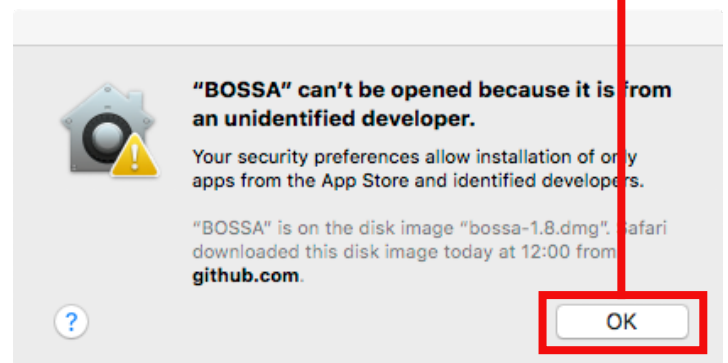 “BOSSA” can’t be opened because it is from
an unidentified developer.
Your security preferences allow installation of only
apps from the App Store and identified developers.
“BOSSA” is on the disk image “bossa-1.8.dmg”. Safari
downloaded this disk image today at 12:00 from
github.com.
?
OK